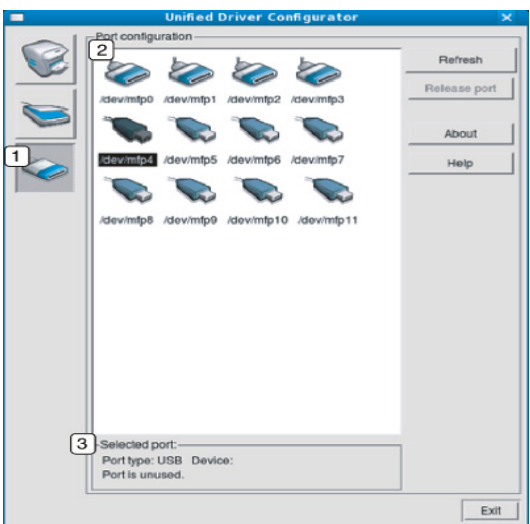 Unified Driver Configurator
Port configuration
2
/dev/mfp0 /dev/mfp1 /dev/mfp2 /dev/mfp3
/dev/mfp4 /dev/mfp5 /dev/mfp6 /dev/mfp7
/dev/mfp8 /dev/mfp9 /dev/mfp10 /dev/mfp11
Refresh
Release port
About
Help
1
3
Selected port:
Port type: USB Device:
Port is unused.
Exit